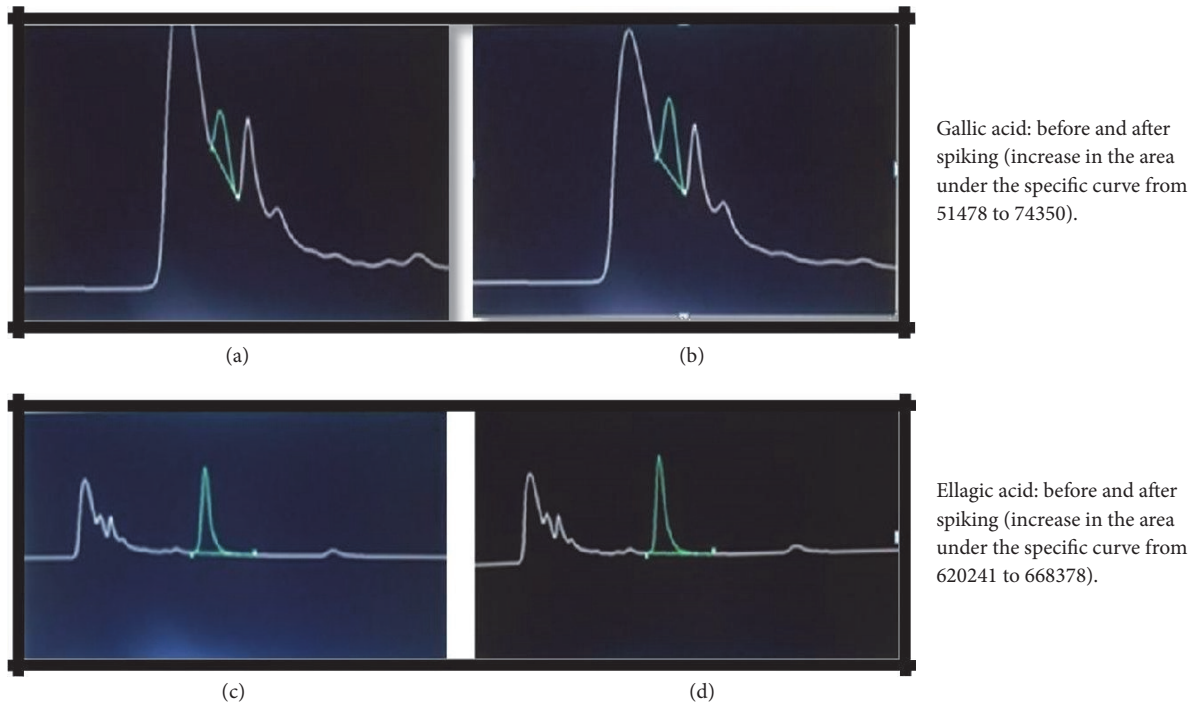 Gallic acid: before and after
spiking (increase in the area
under the specific curve from
51478 to 74350).
(a)
(b)
Ellagic acid: before and after
spiking (increase in the area
under the specific curve from
620241 to 668378).
(c)
(d)